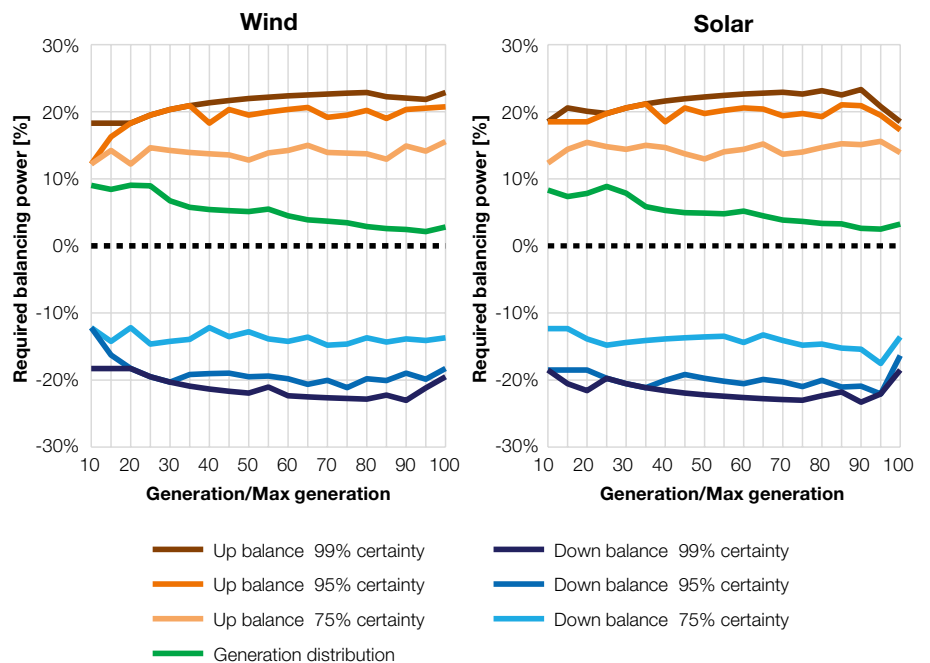 Wind
Solar
Required balancing power [%]
30%
20%
10%
0%
-10%
-20%
-30%
10 20 30 40 50 60 70 80 90 100
Generation/Max generation
Required balancing power [%]
30%
20%
10%
0%
-10%
-20%
-30%
10 20 30 40 50 60 70 80 90 100
Generation/Max generation
Up balance 99% certainty
Down balance 99% certainty
Up balance 95% certainty
Down balance 95% certainty
Up balance 75% certainty
Down balance 75% certainty
Generation distribution